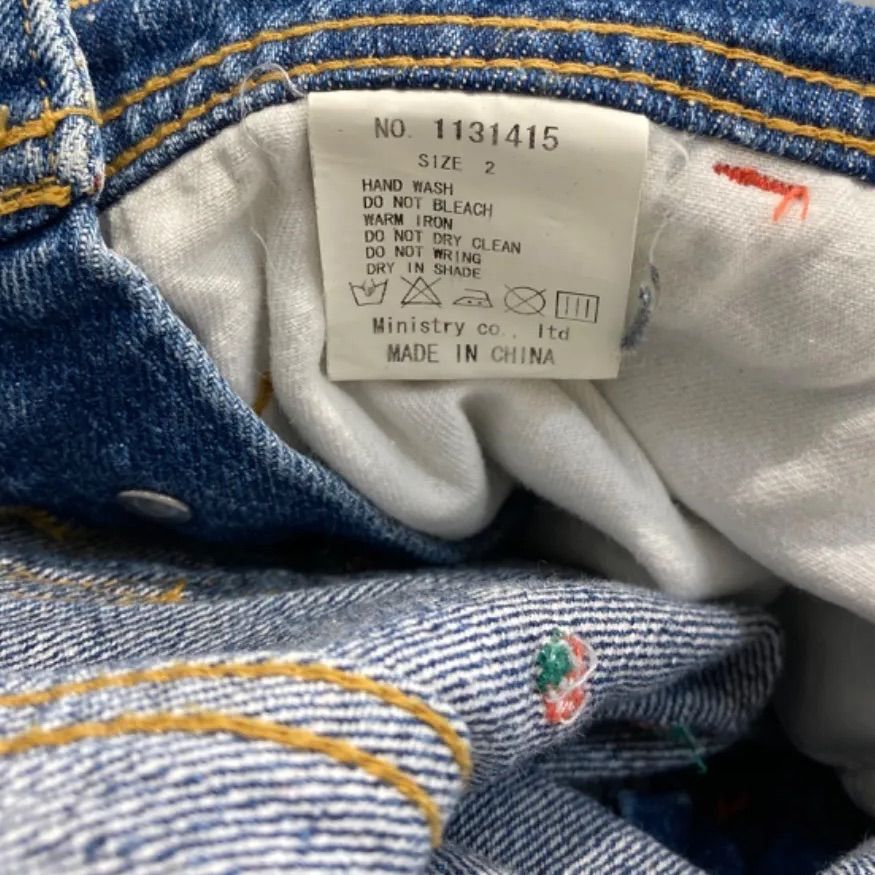 NO. 1131415
SIZE 2
HAND WASH
DO NOT BLEACH
WARM IRON
DO NOT DRY CLEAN
DO NOT WRING
DRY IN SHADE
Ministry co., ltd
MADE IN CHINA